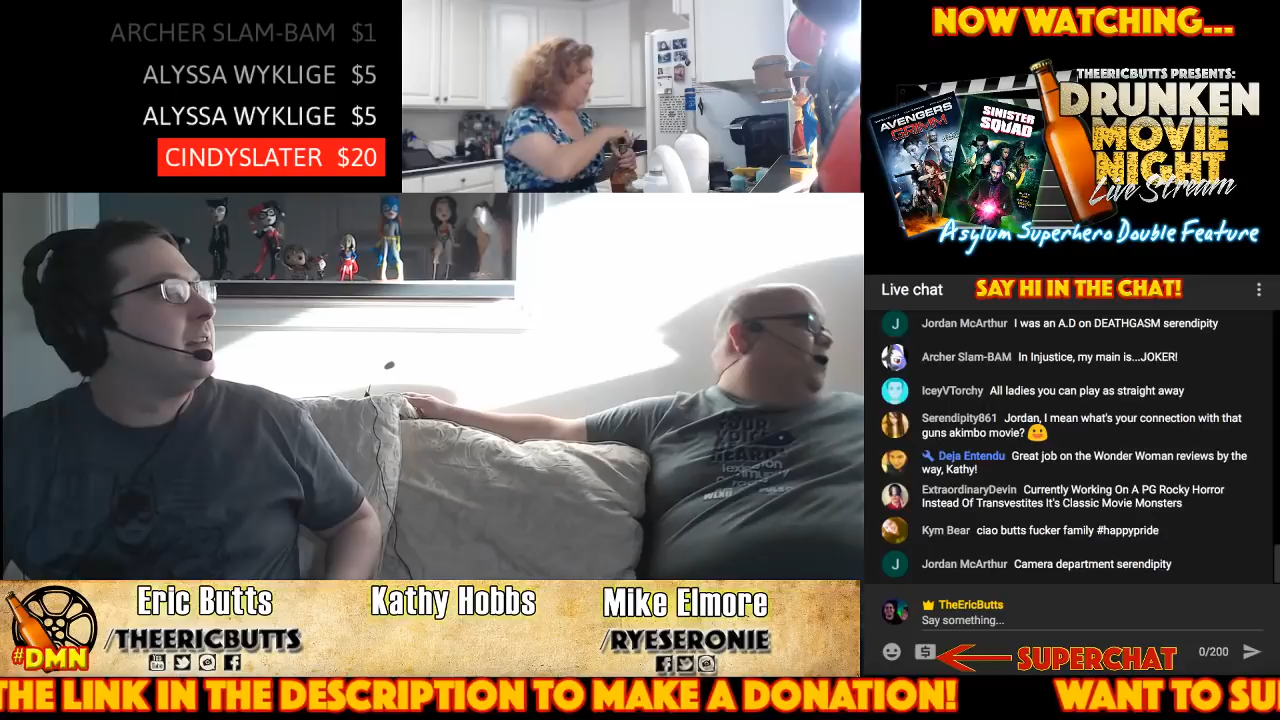 ARCHER SLAM-BAM $1
ALYSSA WYKLIGE $5
ALYSSA WYKLIGE $5
CINDYSLATER $20
NOW WATCHING...
THEERICBUTTS PRESENTS:
DRUNKEN
MOVIE
NIGHT
Live Stream
AVENGERS
GRIMM
SINISTER
SQUAD
Asylum Superhero Double Feature
Live chat
SAY HI IN THE CHAT!
J Jordan McArthur I was an A.D on DEATHGASM serendipity
Archer Slam-BAM In Injustice, my main is...JOKER!
IceyVTorchy All ladies you can play as straight away
Serendipity861 Jordan, I mean what's your connection with that
guns akimbo movie?
Deja Entendu Great job on the Wonder Woman reviews by the
way, Kathy!
ExtraordinaryDevin Currently Working On A PG Rocky Horror
Instead Of Transvestites It's Classic Movie Monsters
Kym Bear ciao butts fucker family #happypride
J Jordan McArthur Camera department serendipity
TheEricButts
Say something...
SUPERCHAT
0/200
Eric Butts
/THEERICBUTTS
Kathy Hobbs
Mike Elmore
/RYESERONIE
#DMN
THE LINK IN THE DESCRIPTION TO MAKE A DONATION! WANT TO SU